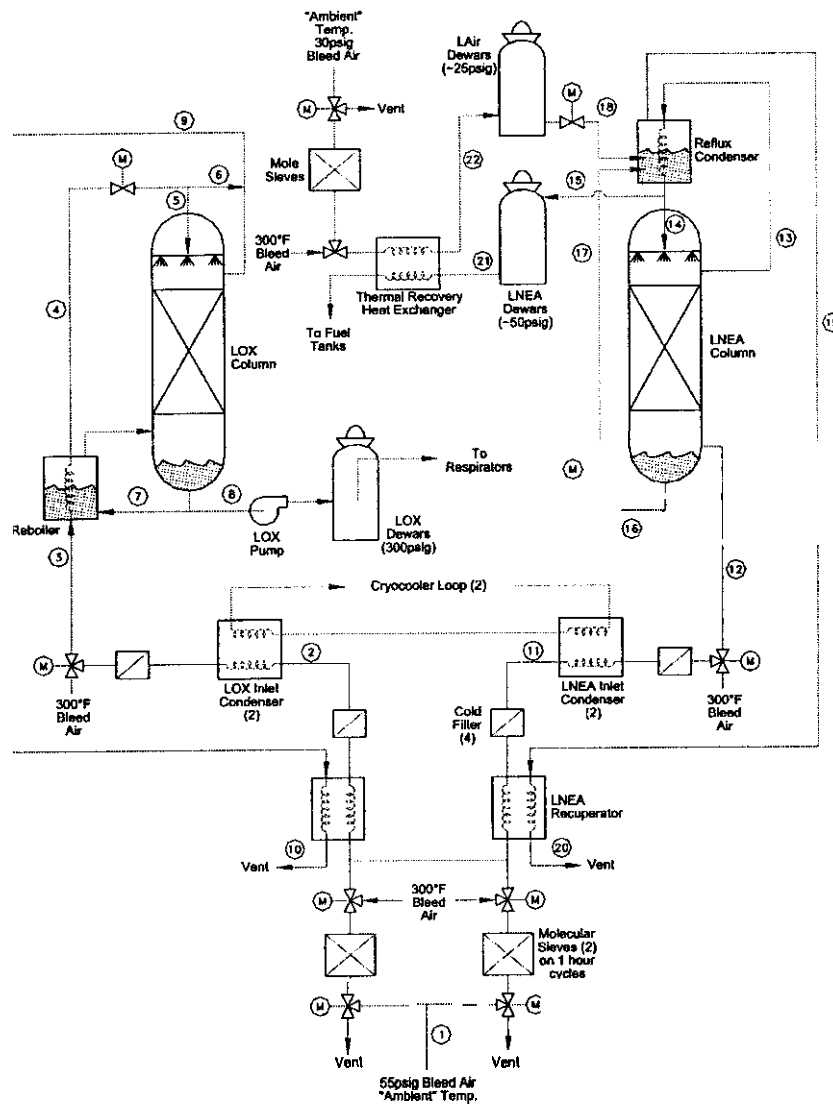 "Ambient"
Temp.
30psig
Bleed Air
M
Vent
Mole
Sieves
300°F
Bleed
Air
Thermal Recovery
Heat Exchanger
To Fuel
Tanks
LAir
Dewars
(~25psig)
M
18
22
15
21
LNEA
Dewars
(~50psig)
Reflux
Condenser
14
13
17
LNEA
Column
M
16
12
9
M
6
5
4
LOX
Column
7
8
Reboiler
3
LOX
Pump
LOX
Dewars
(300psig)
To
Respirators
Cryocooler Loop (2)
M
300°F
Bleed
Air
2
LOX Inlet
Condenser
(2)
11
LNEA Inlet
Condenser
(2)
M
300°F
Bleed
Air
Cold
Filler
(4)
LNEA
Recuperator
10
Vent
20
Vent
M
300°F
Bleed
Air
M
Molecular
Sieves (2)
on 1 hour
cycles
M
M
1
Vent
Vent
55psig Bleed Air
"Ambient" Temp.